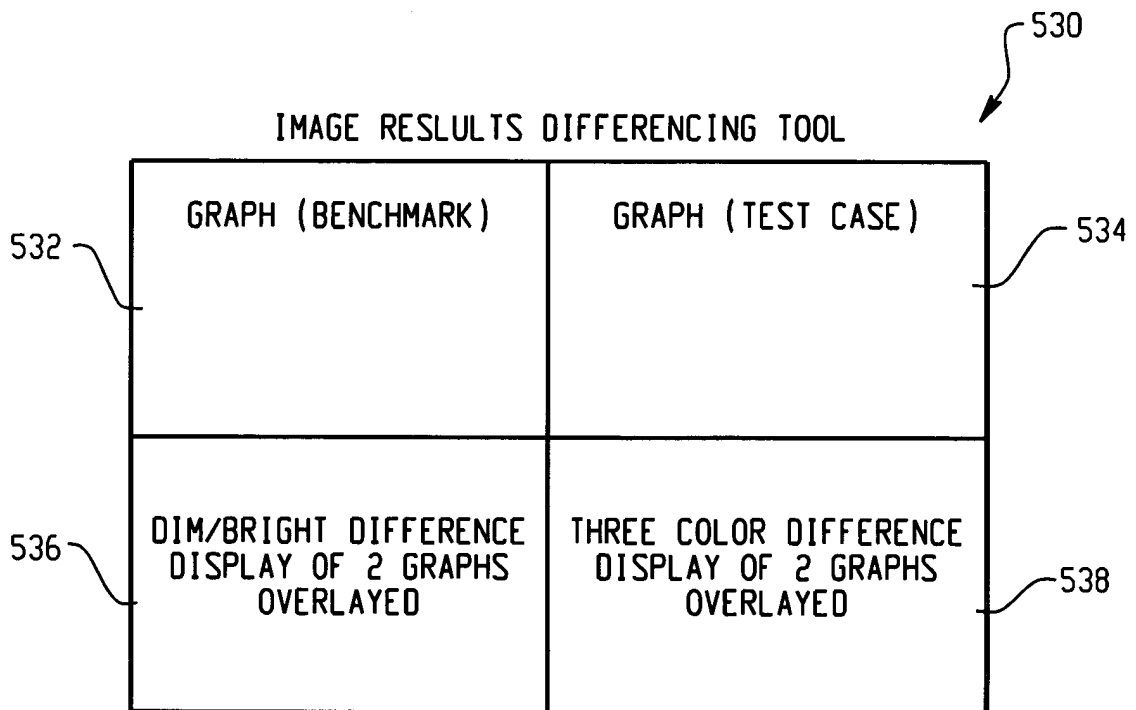 530
IMAGE RESLULTS DIFFERENCING TOOL
GRAPH (BENCHMARK)
GRAPH (TEST CASE)
532
534
DIM/BRIGHT DIFFERENCE
DISPLAY OF 2 GRAPHS
OVERLAYED
THREE COLOR DIFFERENCE
DISPLAY OF 2 GRAPHS
OVERLAYED
536
538